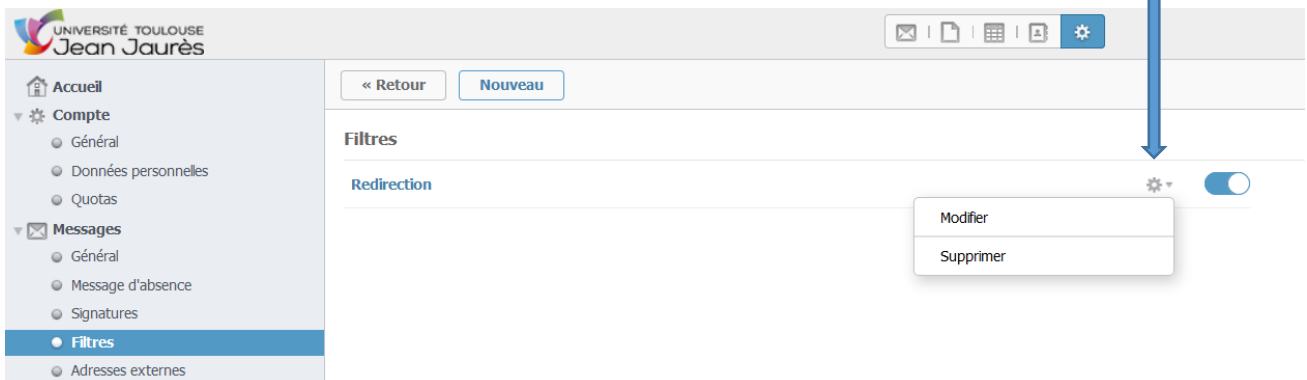 UNIVERSITÉ TOULOUSE
Jean Jaurès
Accueil
Compte
Général
Données personnelles
Quotas
Messages
Général
Message d'absence
Signatures
Filtres
Adresses externes
« Retour
Nouveau
Filtres
Redirection
Modifier
Supprimer